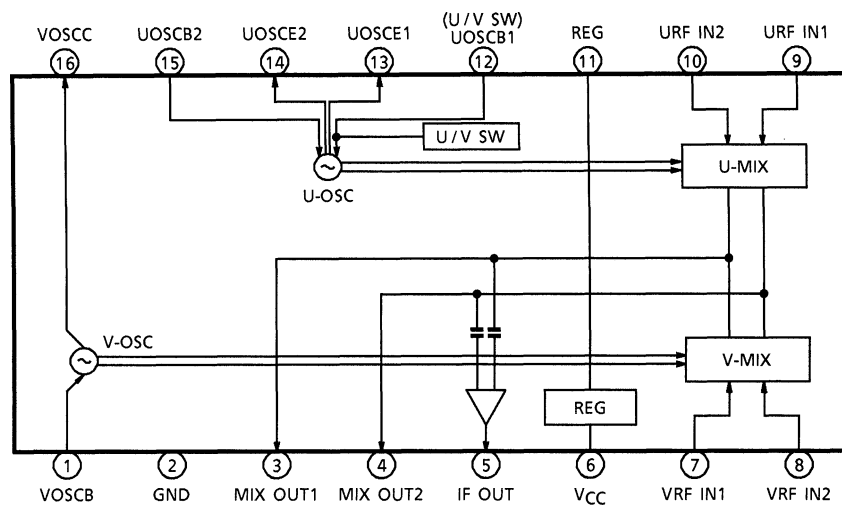 (U/V SW)
VOSCC UOSCB2 UOSCE2 UOSCE1 UOSCB1 REG URF IN2 URF IN1
16 15 14 13 12 11 10 9
U/V SW
~
U-OSC
U-MIX
V-OSC
~
V-MIX
REG
1 2 3 4 5 6 7 8
VOSCB GND MIX OUT1 MIX OUT2 IF OUT VCC VRF IN1 VRF IN2